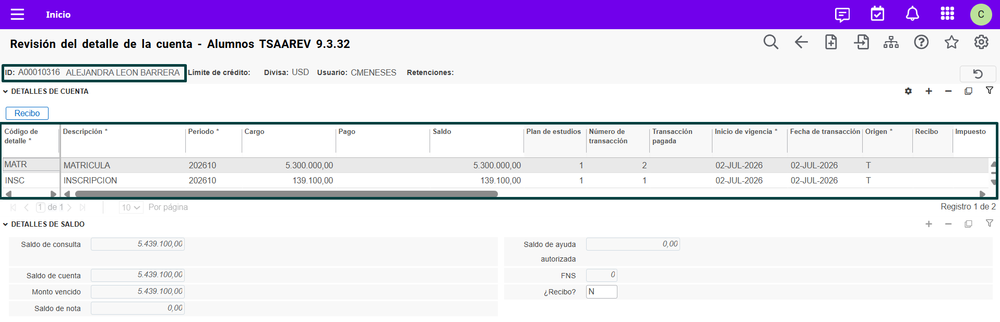 Inicio
C
Revisión del detalle de la cuenta - Alumnos TSAAREV 9.3.32
ID: A00010316 ALEJANDRA LEON BARRERA Límite de crédito: Divisa: USD Usuario: CMENESES Retenciones:
DETALLES DE CUENTA
Recibo
Código de detalle * Descripción * Periodo * Cargo Pago Saldo Plan de estudios Número de transacción Transacción pagada Inicio de vigencia * Fecha de transacción Origen * Recibo Impuesto
MATR MATRICULA 202610 5.300.000,00 5.300.000,00 1 2 02-JUL-2026 02-JUL-2026 T
INSC INSCRIPCION 202610 139.100,00 139.100,00 1 1 02-JUL-2026 02-JUL-2026 T
1 de 1 10 Por página Registro 1 de 2
DETALLES DE SALDO
Saldo de consulta 5.439.100,00 Saldo de ayuda autorizada 0,00
Saldo de cuenta 5.439.100,00 FNS 0
Monto vencido 5.439.100,00 ¿Recibo? N
Saldo de nota 0,00